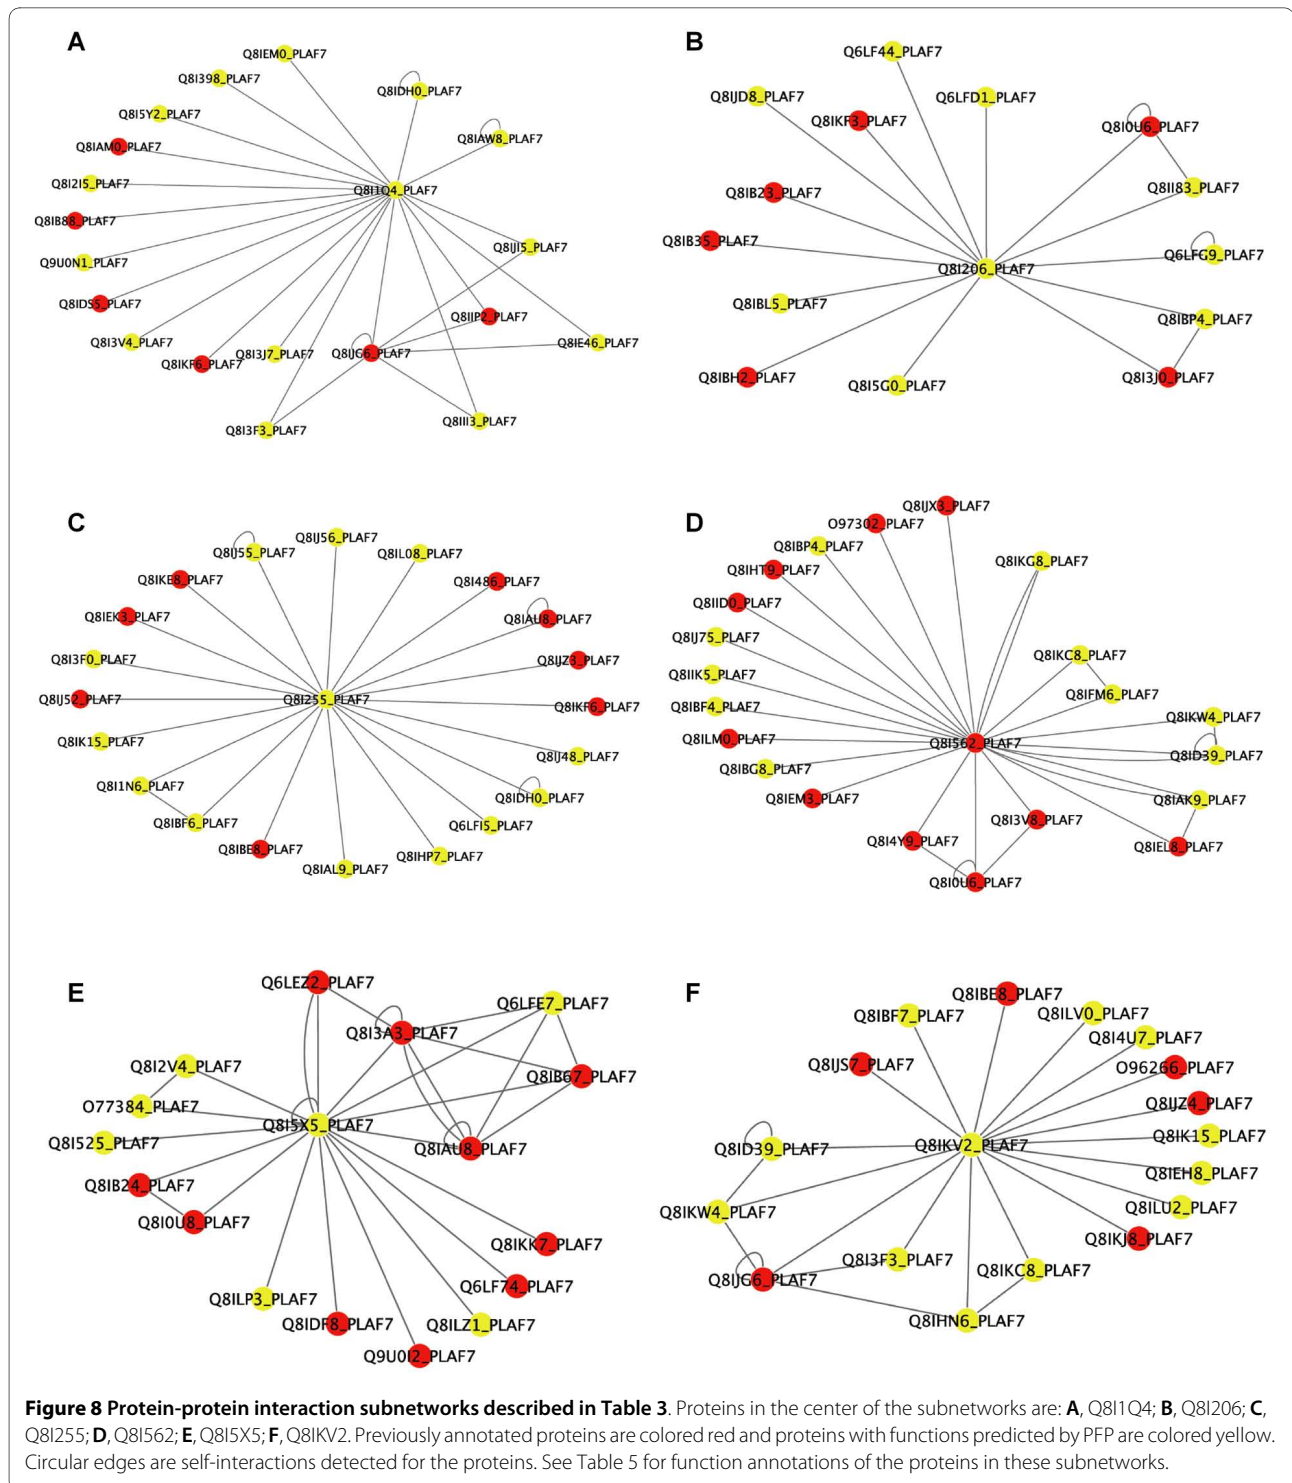 A
Q8IEM0_PLAF7
Q8I398_PLAF7
Q8IDH0_PLAF7
Q8I5Y2_PLAF7
Q8IAW8_PLAF7
Q8IAM0_PLAF7
Q8I2I5_PLAF7
Q8I1Q4_PLAF7
Q8IB88_PLAF7
Q8IJI5_PLAF7
Q9U0N1_PLAF7
Q8IDS5_PLAF7
Q8IIP2_PLAF7
Q8I3V4_PLAF7
Q8IE46_PLAF7
Q8IKF6_PLAF7
Q8I3J7_PLAF7
Q8IJG6_PLAF7
Q8I3F3_PLAF7
Q8III3_PLAF7
B
Q6LF44_PLAF7
Q8IJD8_PLAF7
Q6LFD1_PLAF7
Q8IKF3_PLAF7
Q8I0U6_PLAF7
Q8IB23_PLAF7
Q8II83_PLAF7
Q8IB35_PLAF7
Q6LFG9_PLAF7
Q8I206_PLAF7
Q8IBL5_PLAF7
Q8IBP4_PLAF7
Q8IBH2_PLAF7
Q8I5G0_PLAF7
Q8I3J0_PLAF7
C
Q8IJ56_PLAF7
Q8IJ55_PLAF7
Q8IL08_PLAF7
Q8IKE8_PLAF7
Q8I486_PLAF7
Q8IEK3_PLAF7
Q8IAU8_PLAF7
Q8I3F0_PLAF7
Q8IJZ3_PLAF7
Q8IJ52_PLAF7
Q8I255_PLAF7
Q8IKF6_PLAF7
Q8IK15_PLAF7
Q8IJ48_PLAF7
Q8I1N6_PLAF7
Q8IDH0_PLAF7
Q8IBF6_PLAF7
Q6LFI5_PLAF7
Q8IBE8_PLAF7
Q8IHP7_PLAF7
Q8IAL9_PLAF7
D
Q8IJX3_PLAF7
O97302_PLAF7
Q8IBP4_PLAF7
Q8IKG8_PLAF7
Q8IHT9_PLAF7
Q8IID0_PLAF7
Q8IJ75_PLAF7
Q8IKC8_PLAF7
Q8IIK5_PLAF7
Q8IFM6_PLAF7
Q8IBF4_PLAF7
Q8IKW4_PLAF7
Q8ILM0_PLAF7
Q8I562_PLAF7
Q8ID39_PLAF7
Q8IBG8_PLAF7
Q8IEM3_PLAF7
Q8IAK9_PLAF7
Q8I3V8_PLAF7
Q8I4Y9_PLAF7
Q8IEL8_PLAF7
Q8I0U6_PLAF7
E
Q6LEZ2_PLAF7
Q6LFE7_PLAF7
Q8I3A3_PLAF7
Q8I2V4_PLAF7
Q8IB67_PLAF7
O77384_PLAF7
Q8I5X5_PLAF7
Q8I525_PLAF7
Q8IAU8_PLAF7
Q8IB24_PLAF7
Q8I0U8_PLAF7
Q8IKK7_PLAF7
Q6LF74_PLAF7
Q8ILP3_PLAF7
Q8IDF8_PLAF7
Q8ILZ1_PLAF7
Q9U0I2_PLAF7
F
Q8IBE8_PLAF7
Q8IBF7_PLAF7
Q8ILV0_PLAF7
Q8I4U7_PLAF7
Q8IJS7_PLAF7
O96266_PLAF7
Q8IJZ4_PLAF7
Q8IK15_PLAF7
Q8ID39_PLAF7
Q8IKV2_PLAF7
Q8IEH8_PLAF7
Q8ILU2_PLAF7
Q8IKW4_PLAF7
Q8IKJ8_PLAF7
Q8I3F3_PLAF7
Q8IKC8_PLAF7
Q8IJG6_PLAF7
Q8IHN6_PLAF7
Figure 8 Protein-protein interaction subnetworks described in Table 3. Proteins in the center of the subnetworks are: A, Q8I1Q4; B, Q8I206; C,
Q8I255; D, Q8I562; E, Q8I5X5; F, Q8IKV2. Previously annotated proteins are colored red and proteins with functions predicted by PFP are colored yellow.
Circular edges are self-interactions detected for the proteins. See Table 5 for function annotations of the proteins in these subnetworks.